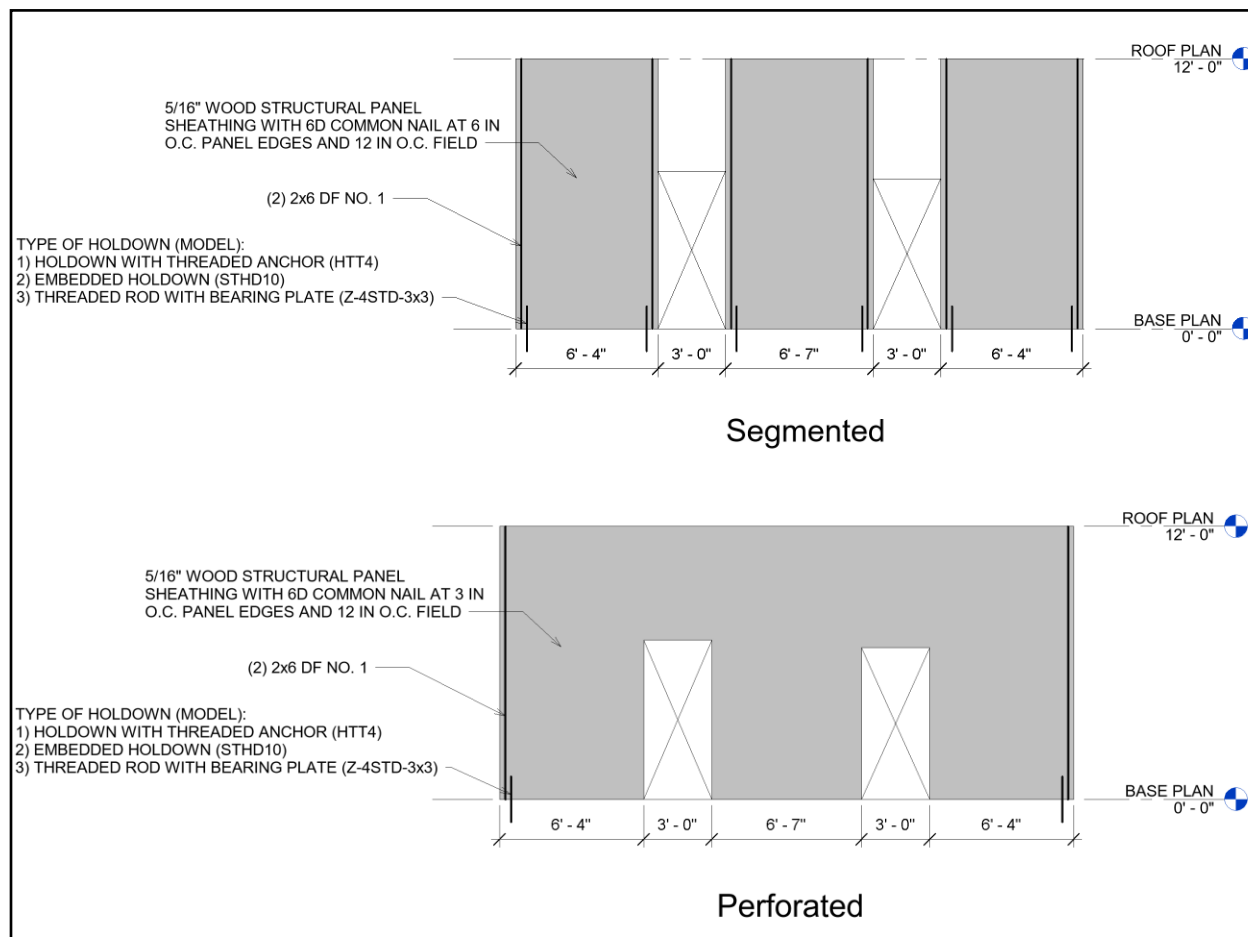 ROOF PLAN
12' - 0"
5/16" WOOD STRUCTURAL PANEL
SHEATHING WITH 6D COMMON NAIL AT 6 IN
O.C. PANEL EDGES AND 12 IN O.C. FIELD
(2) 2x6 DF NO. 1
TYPE OF HOLDOWN (MODEL):
1) HOLDOWN WITH THREADED ANCHOR (HTT4)
2) EMBEDDED HOLDOWN (STHD10)
3) THREADED ROD WITH BEARING PLATE (Z-4STD-3x3)
BASE PLAN
0' - 0"
6' - 4" 3' - 0" 6' - 7" 3' - 0" 6' - 4"
Segmented
ROOF PLAN
12' - 0"
5/16" WOOD STRUCTURAL PANEL
SHEATHING WITH 6D COMMON NAIL AT 3 IN
O.C. PANEL EDGES AND 12 IN O.C. FIELD
(2) 2x6 DF NO. 1
TYPE OF HOLDOWN (MODEL):
1) HOLDOWN WITH THREADED ANCHOR (HTT4)
2) EMBEDDED HOLDOWN (STHD10)
3) THREADED ROD WITH BEARING PLATE (Z-4STD-3x3)
BASE PLAN
0' - 0"
6' - 4" 3' - 0" 6' - 7" 3' - 0" 6' - 4"
Perforated